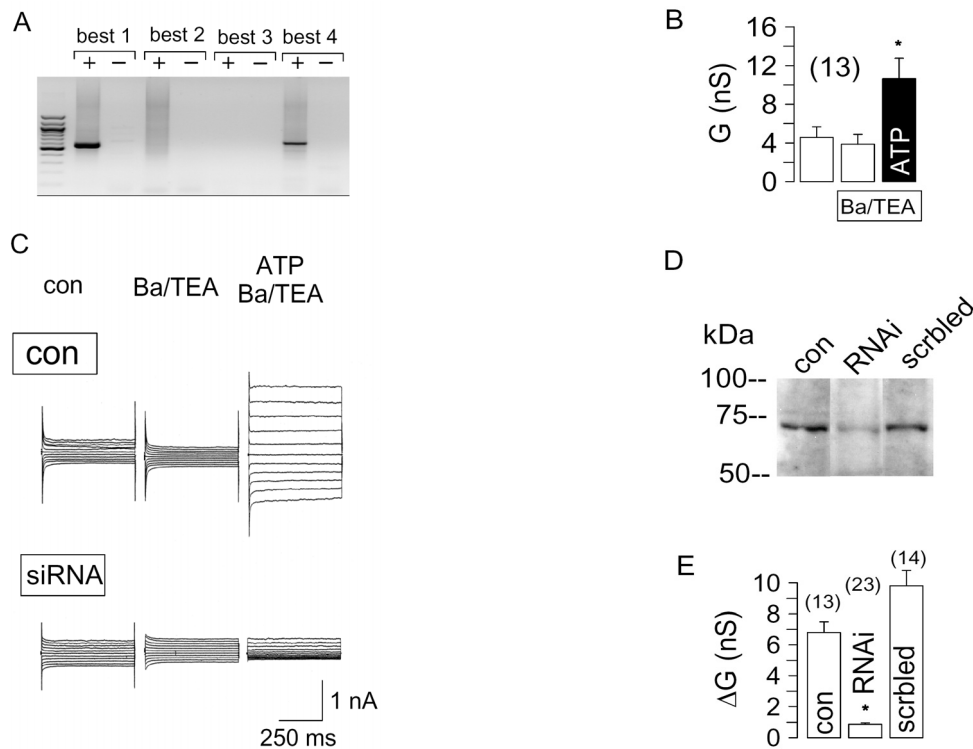 A
best 1 best 2 best 3 best 4
+ − + − + − + −
B
G (nS)
16
12
8
4
0
(13)
*
ATP
Ba/TEA
C
con
Ba/TEA
ATP
Ba/TEA
con
siRNA
1 nA
250 ms
D
kDa
con RNAi scrbled
100--
75--
50--
E
ΔG (nS)
10
8
6
4
2
0
(13)
(23)
(14)
con
* RNAi
scrbled